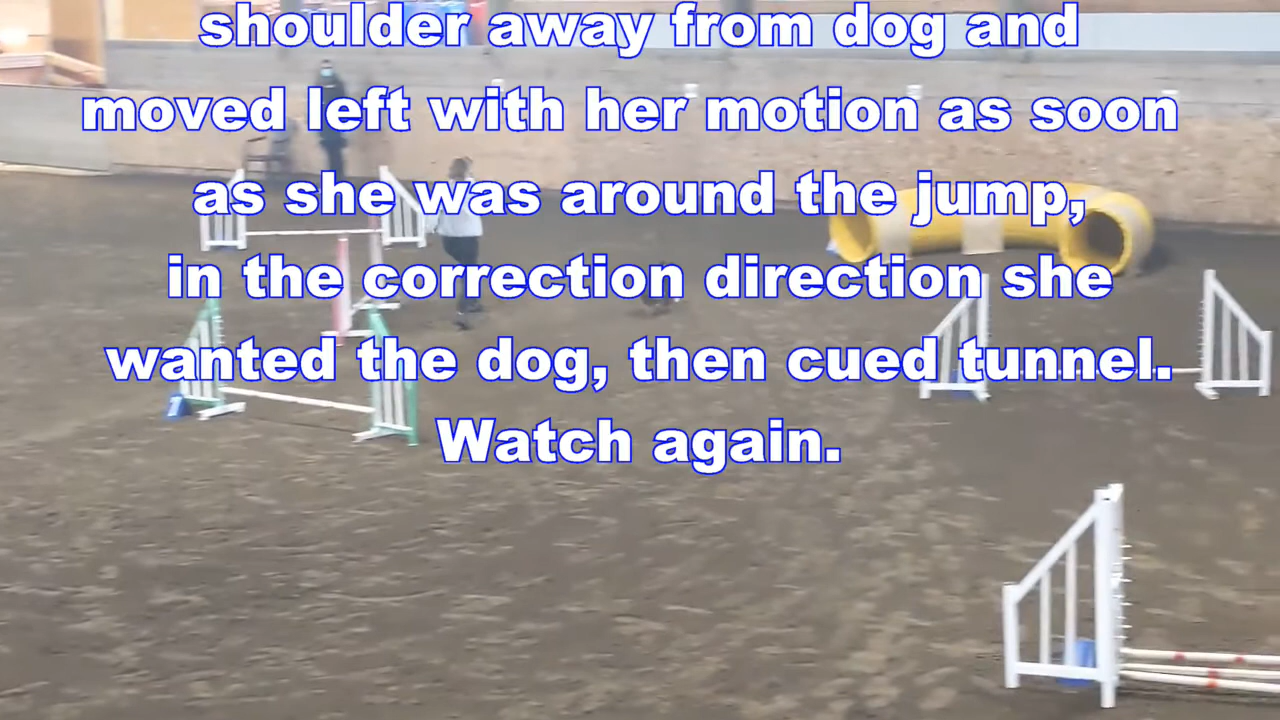 shoulder away from dog and
moved left with her motion as soon
as she was around the jump,
in the correction direction she
wanted the dog, then cued tunnel.
Watch again.